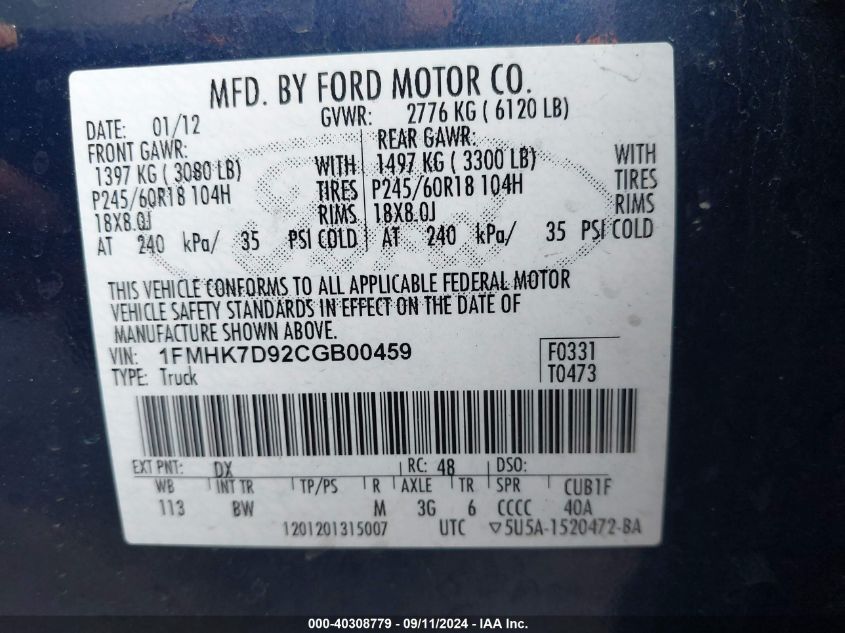 MFD. BY FORD MOTOR CO.
DATE: 01/12 GVWR: 2776 KG ( 6120 LB)
FRONT GAWR: REAR GAWR:
1397 KG ( 3080 LB) WITH 1497 KG ( 3300 LB) WITH
P245/60R18 104H TIRES P245/60R18 104H TIRES
18X8.0J RIMS 18X8.0J RIMS
AT 240 kPa/ 35 PSI COLD AT 240 kPa/ 35 PSI COLD
THIS VEHICLE CONFORMS TO ALL APPLICABLE FEDERAL MOTOR
VEHICLE SAFETY STANDARDS IN EFFECT ON THE DATE OF
MANUFACTURE SHOWN ABOVE.
VIN: 1FMHK7D92CGB00459 F0331
TYPE: Truck T0473
EXT PNT: DX RC: 48 DSO:
WB INT TR TP/PS R AXLE TR SPR CUB1F
113 BW M 3G 6 CCCC 40A
1201201315007 UTC ▽5U5A-1520472-BA
000-40308779 - 09/11/2024 - IAAI Inc.